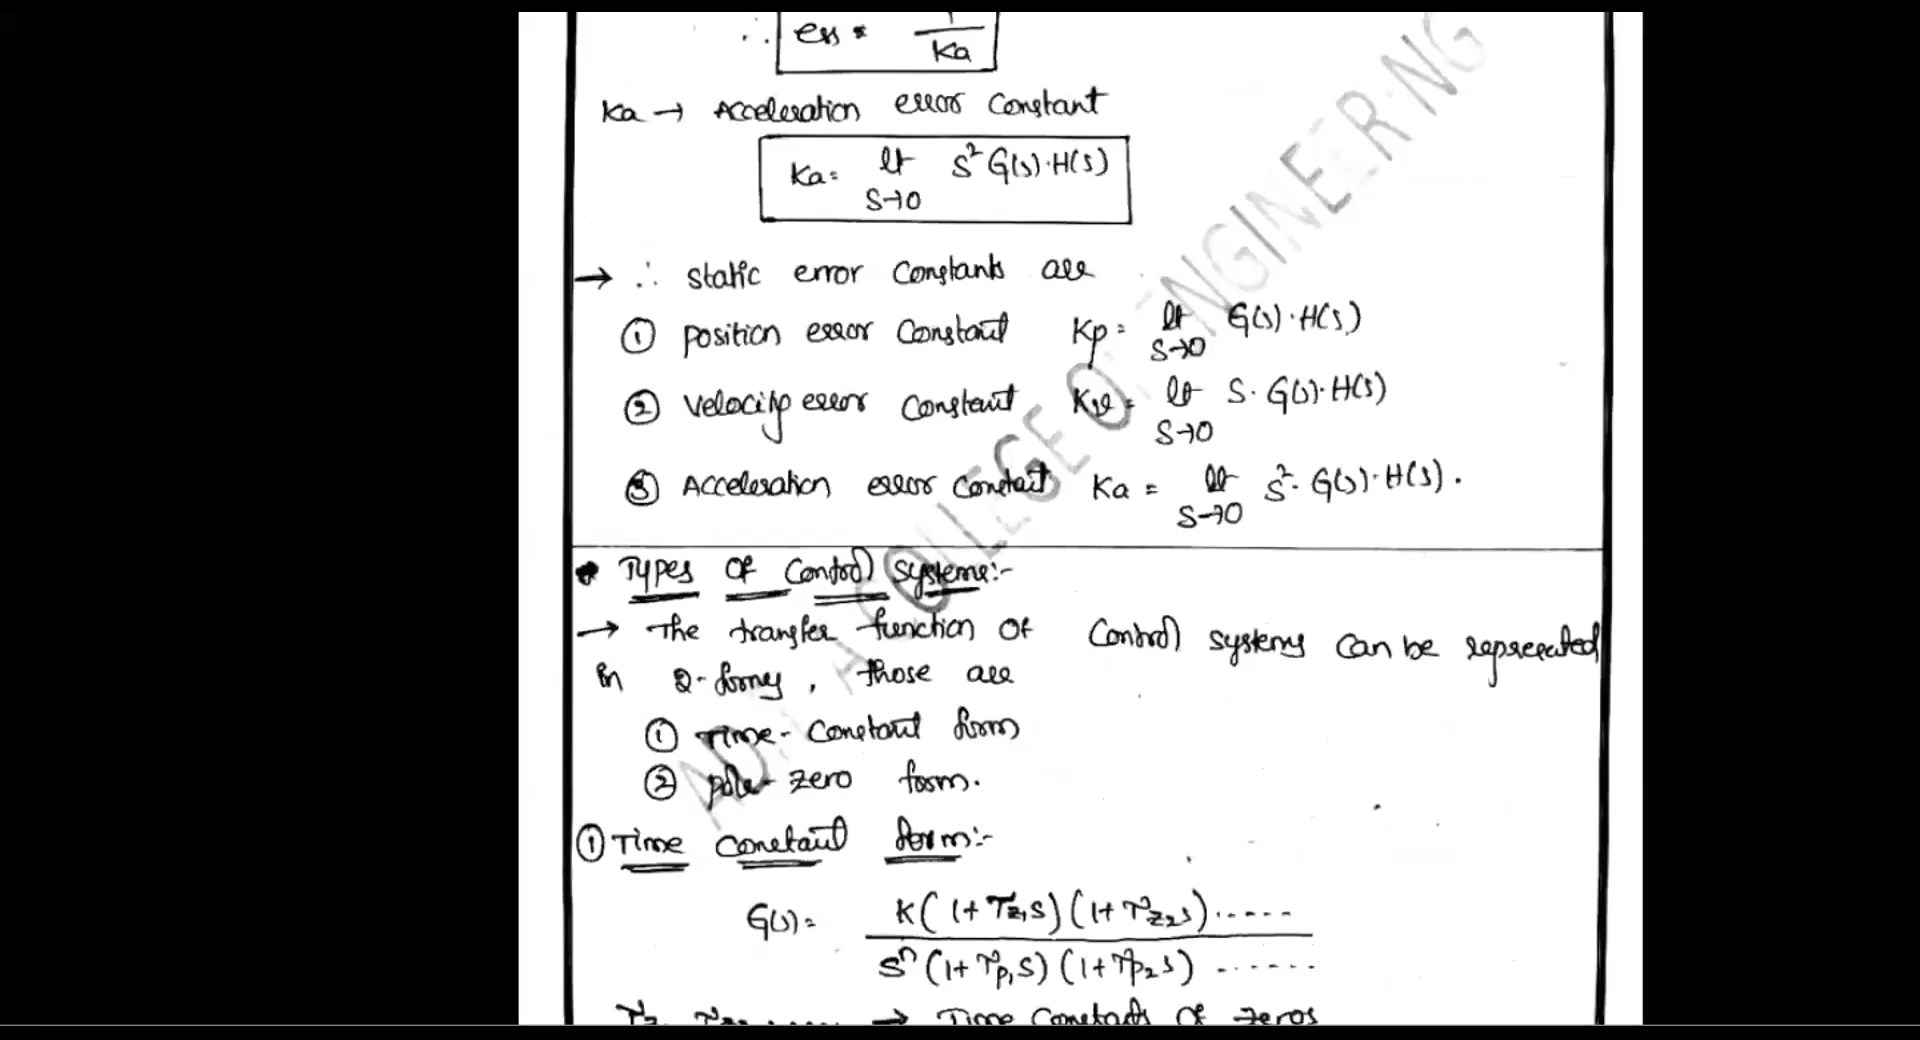 ∴ ess = 1/Ka
Ka → Acceleration error Constant
Ka = lt S→0 S² G(s)·H(s)
→ ∴ static error Constants are
① position error Constant Kp = lt S→0 G(s)·H(s)
② Velocity error Constant Kv = lt S→0 S·G(s)·H(s)
③ Acceleration error Constant Ka = lt S→0 S²·G(s)·H(s).
Types Of Control systems:-
→ The transfer function of Control systems can be represented
in 2-forms, those are
① Time-Constant form
② pole-zero form.
① Time Constant form:-
G(s) = K(1+Tz1S)(1+Tz2S)..... / Sⁿ(1+Tp1S)(1+Tp2S)......
→ Time Constants of zeros
COLLEGE OF ENGINEERING